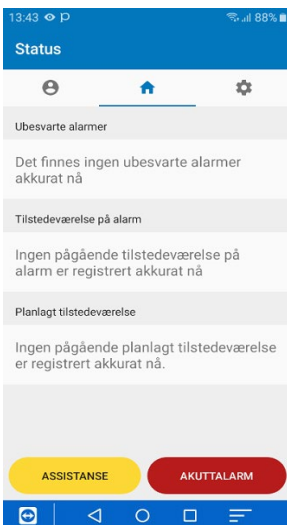 13:43 88%
Status
Ubesvarte alarmer
Det finnes ingen ubesvarte alarmer
akkurat nå
Tilstedeværelse på alarm
Ingen pågående tilstedeværelse på
alarm er registrert akkurat nå
Planlagt tilstedeværelse
Ingen pågående planlagt tilstedeværelse
er registrert akkurat nå.
ASSISTANSE AKUTTALARM